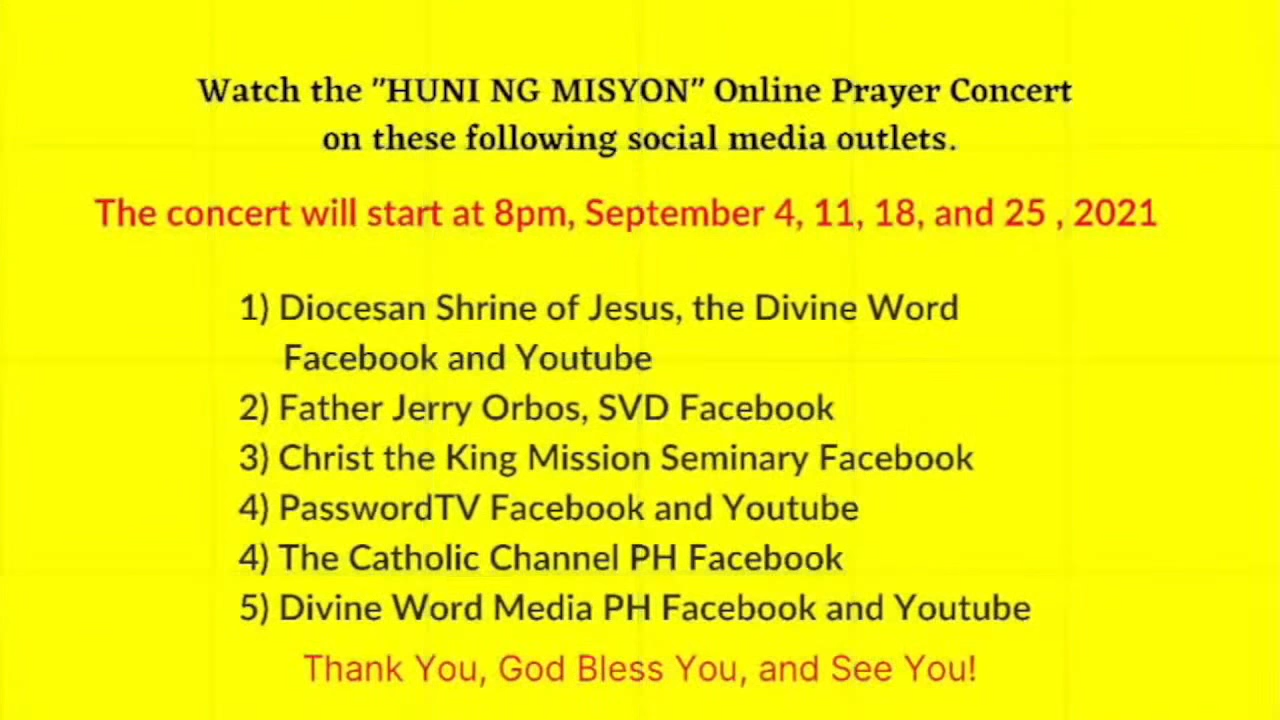 Watch the "HUNI NG MISYON" Online Prayer Concert
on these following social media outlets.
The concert will start at 8pm, September 4, 11, 18, and 25 , 2021
1) Diocesan Shrine of Jesus, the Divine Word
Facebook and Youtube
2) Father Jerry Orbos, SVD Facebook
3) Christ the King Mission Seminary Facebook
4) PasswordTV Facebook and Youtube
4) The Catholic Channel PH Facebook
5) Divine Word Media PH Facebook and Youtube
Thank You, God Bless You, and See You!